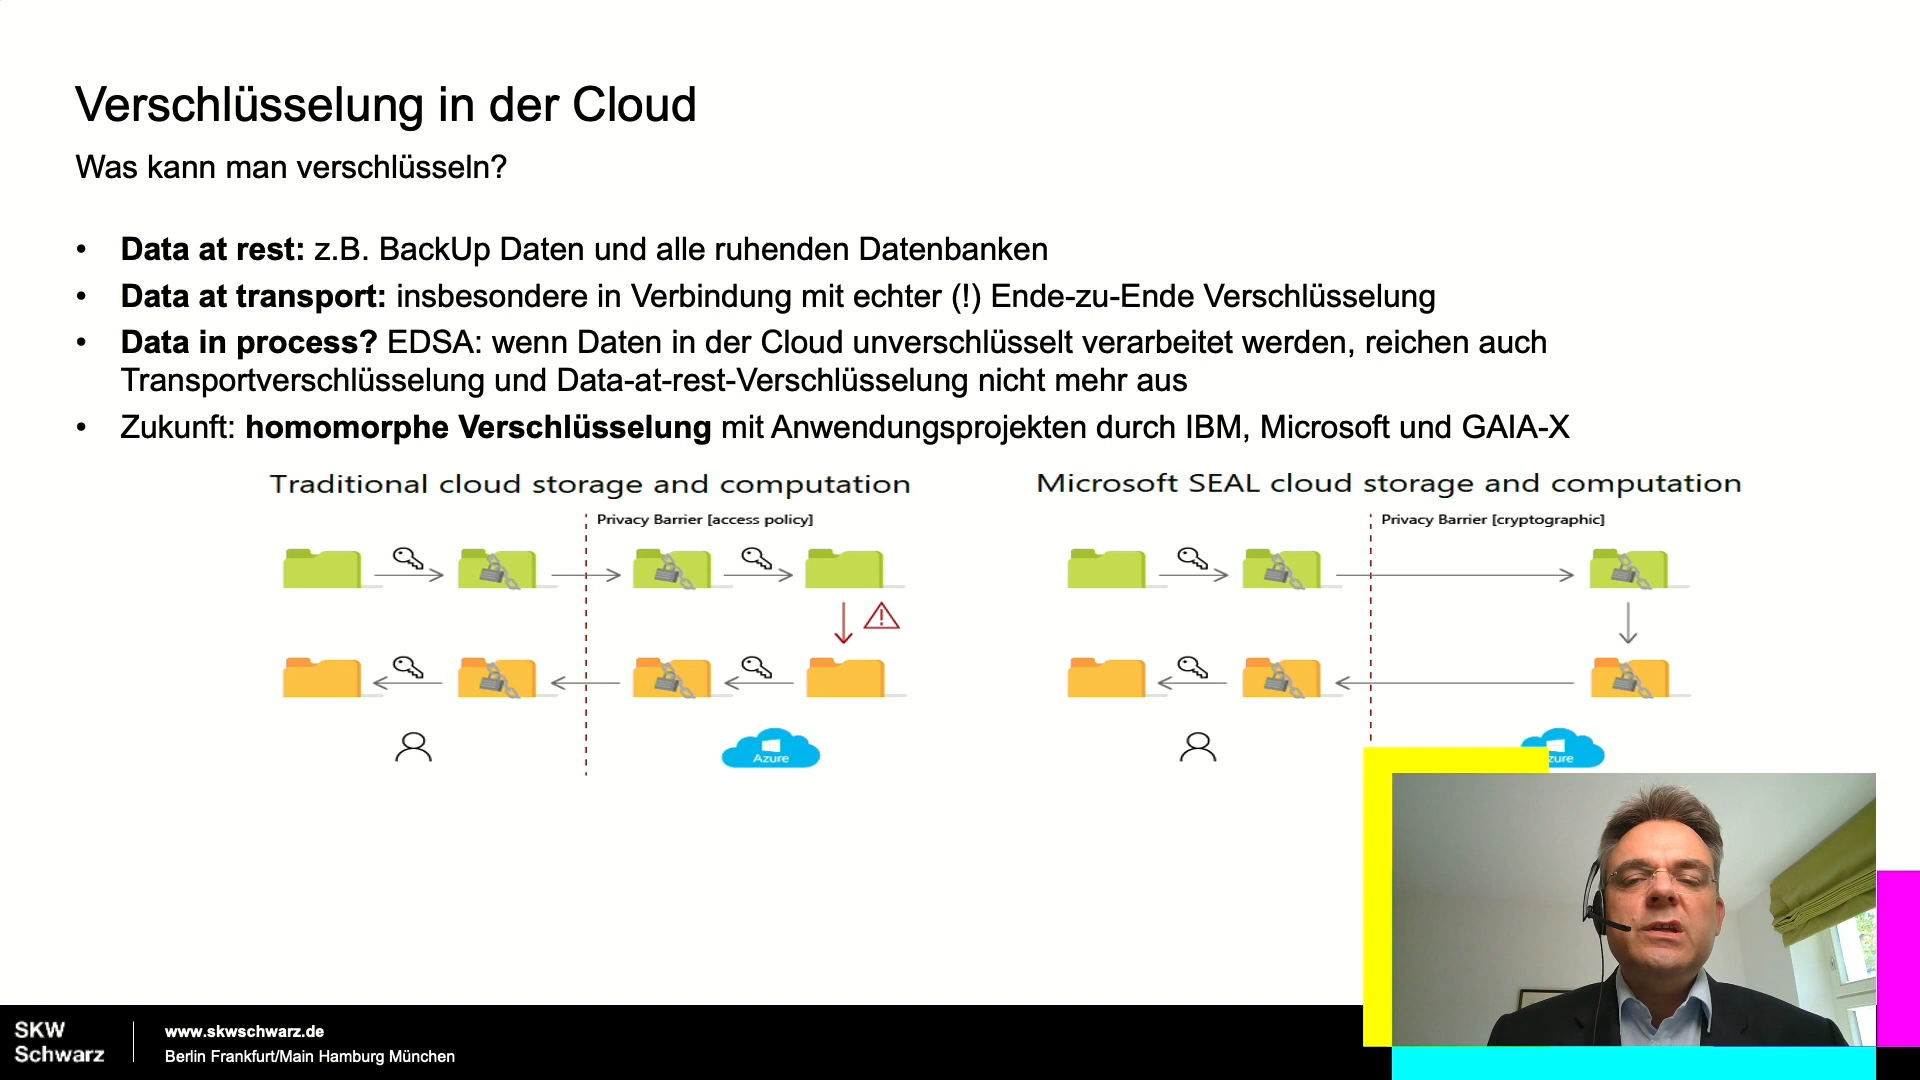 Verschlüsselung in der Cloud
Was kann man verschlüsseln?
• Data at rest: z.B. BackUp Daten und alle ruhenden Datenbanken
• Data at transport: insbesondere in Verbindung mit echter (!) Ende-zu-Ende Verschlüsselung
• Data in process? EDSA: wenn Daten in der Cloud unverschlüsselt verarbeitet werden, reichen auch
Transportverschlüsselung und Data-at-rest-Verschlüsselung nicht mehr aus
• Zukunft: homomorphe Verschlüsselung mit Anwendungsprojekten durch IBM, Microsoft und GAIA-X
Traditional cloud storage and computation
Privacy Barrier [access policy]
Azure
Microsoft SEAL cloud storage and computation
Privacy Barrier [cryptographic]
zure
SKW
Schwarz
www.skwschwarz.de
Berlin Frankfurt/Main Hamburg München